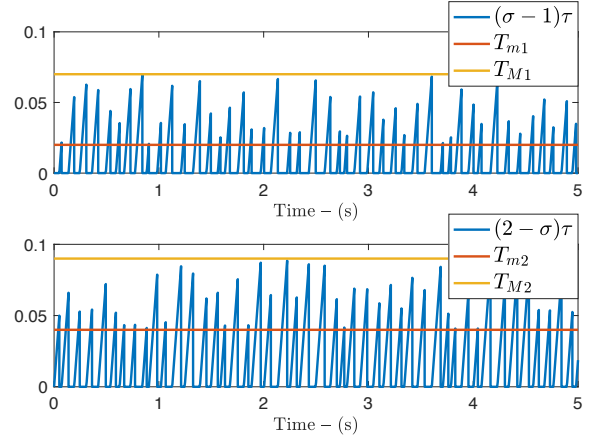 (σ − 1)τ
T_{m1}
T_{M1}
0.1
0.05
0
0 1 2 3 4 5
Time – (s)
(2 − σ)τ
T_{m2}
T_{M2}
0.1
0.05
0
0 1 2 3 4 5
Time – (s)